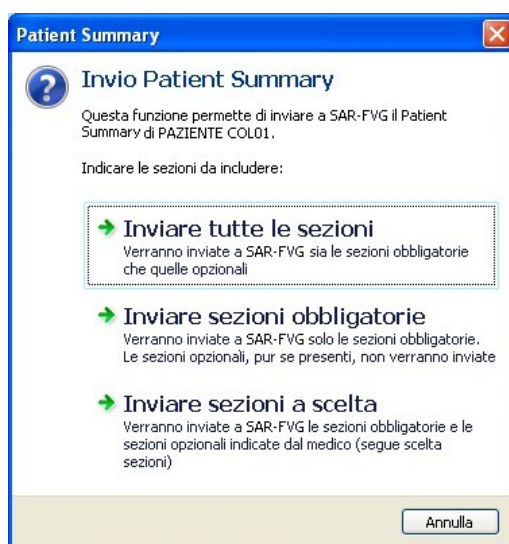 Patient Summary
Invio Patient Summary
Questa funzione permette di inviare a SAR-FVG il Patient
Summary di PAZIENTE COL01.
Indicare le sezioni da includere:
Inviare tutte le sezioni
Verranno inviate a SAR-FVG sia le sezioni obbligatorie
che quelle opzionali
Inviare sezioni obbligatorie
Verranno inviate a SAR-FVG solo le sezioni obbligatorie.
Le sezioni opzionali, pur se presenti, non verranno inviate
Inviare sezioni a scelta
Verranno inviate a SAR-FVG le sezioni obbligatorie e le
sezioni opzionali indicate dal medico (segue scelta
sezioni)
Annulla